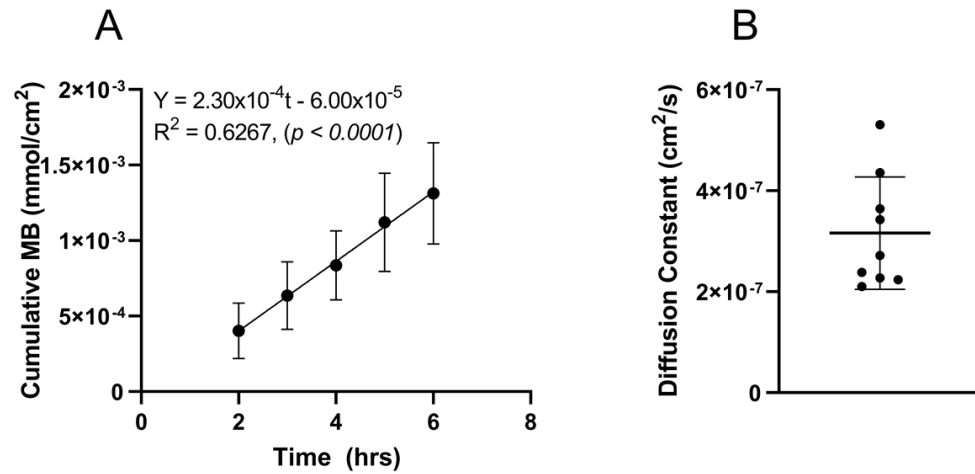 A
Cumulative MB (mmol/cm²)
2×10⁻³
1.5×10⁻³
1×10⁻³
5×10⁻⁴
0
Y = 2.30x10⁻⁴t - 6.00x10⁻⁵
R² = 0.6267, (p < 0.0001)
0 2 4 6 8
Time (hrs)
B
Diffusion Constant (cm²/s)
6×10⁻⁷
4×10⁻⁷
2×10⁻⁷
0